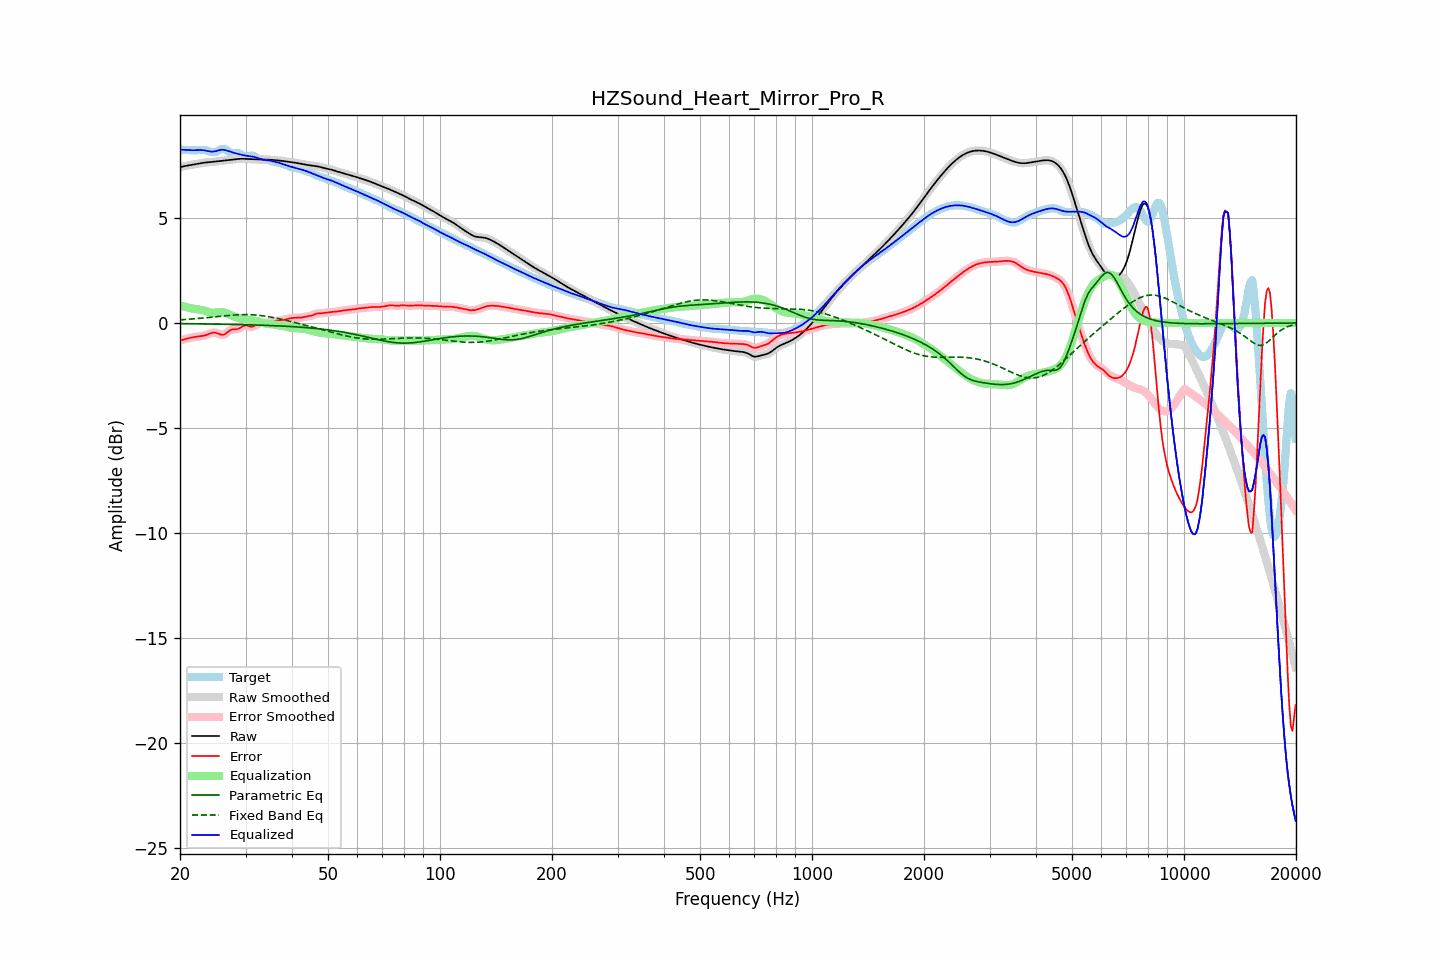 HZSound_Heart_Mirror_Pro_R
Amplitude (dBr)
5
0
−5
−10
−15
−20
−25
Target
Raw Smoothed
Error Smoothed
Raw
Error
Equalization
Parametric Eq
Fixed Band Eq
Equalized
20 50 100 200 500 1000 2000 5000 10000 20000
Frequency (Hz)